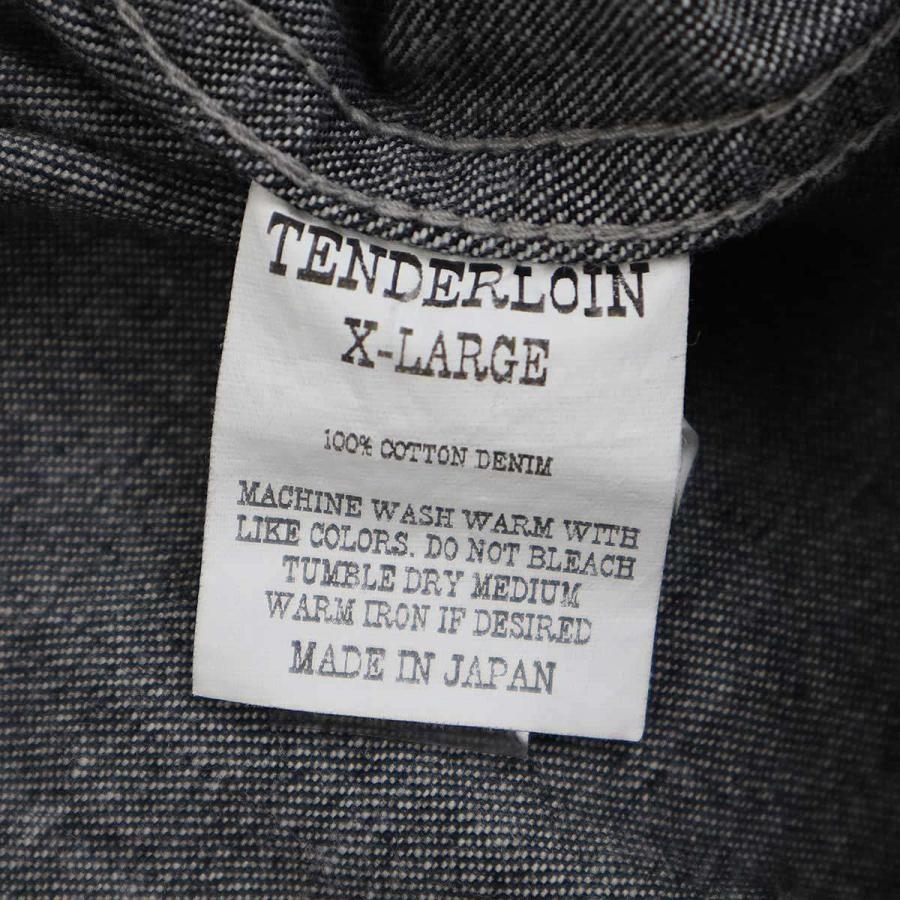 TENDERLOIN
X-LARGE
100% COTTON DENIM
MACHINE WASH WARM WITH
LIKE COLORS. DO NOT BLEACH
TUMBLE DRY MEDIUM
WARM IRON IF DESIRED
MADE IN JAPAN